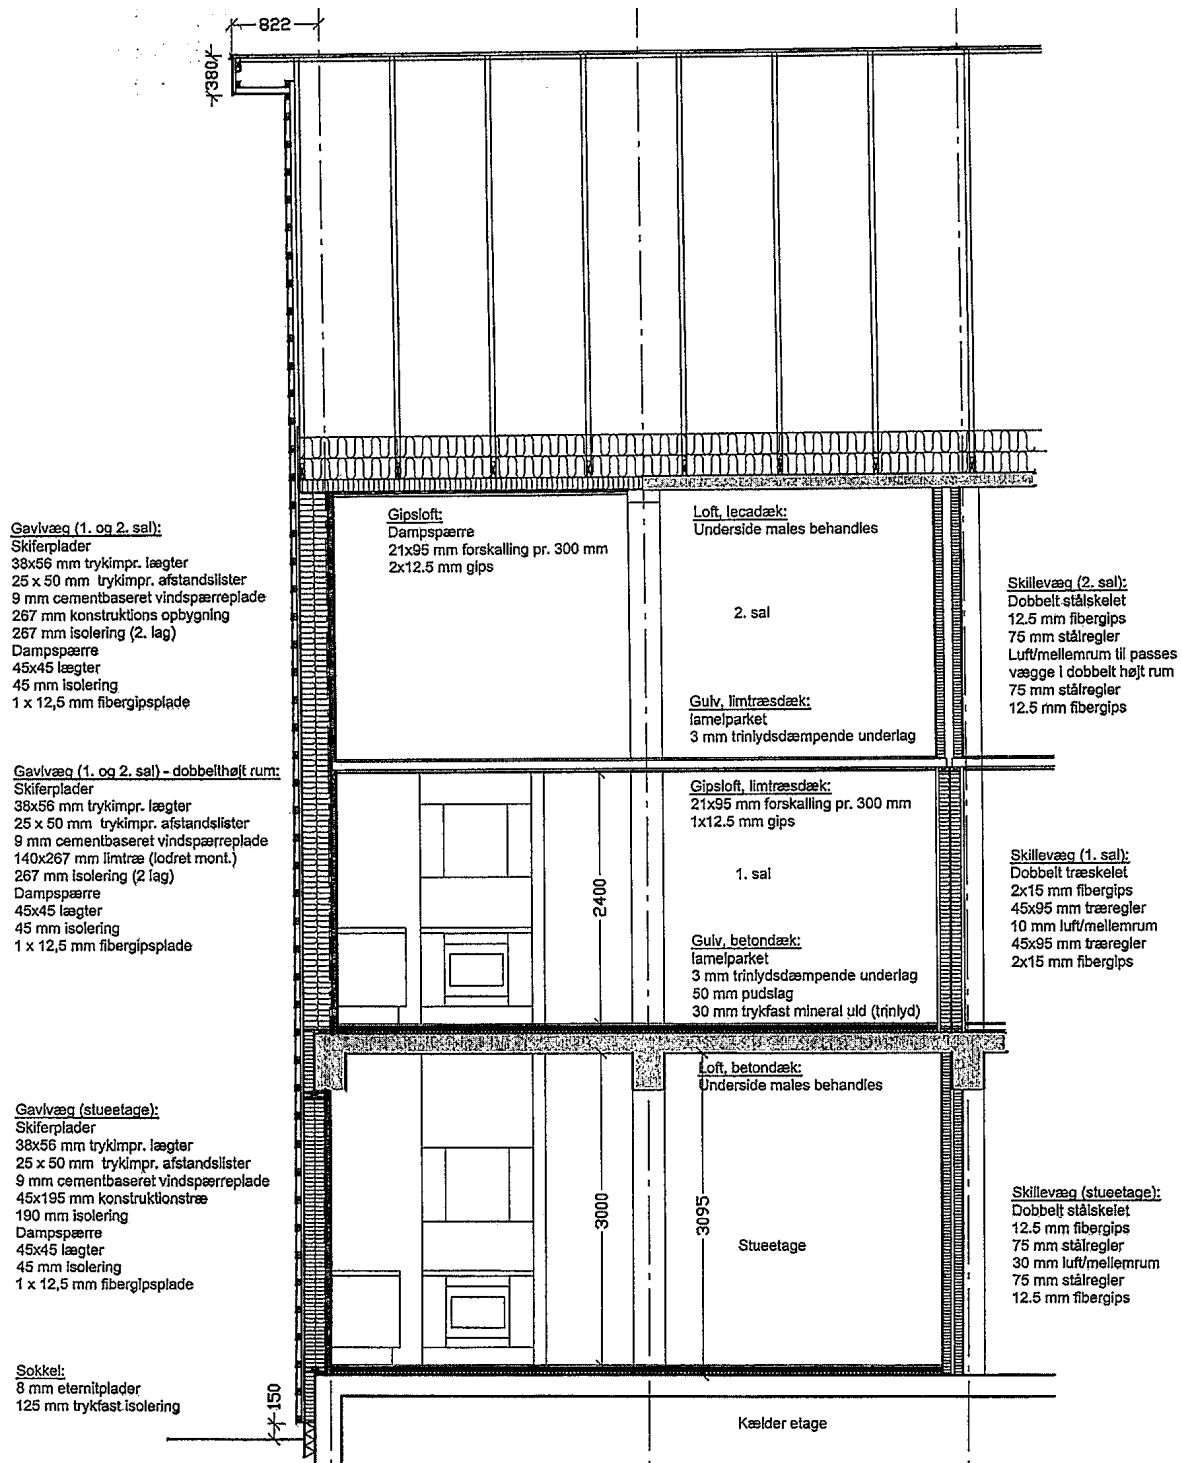 822
380
Gavlvæg (1. og 2. sal):
Skiferplader
38x56 mm trykimpr. lægter
25 x 50 mm trykimpr. afstandslister
9 mm cementbaseret vindspærreplade
267 mm konstruktions opbygning
267 mm isolering (2. lag)
Dampspærre
45x45 lægter
45 mm isolering
1 x 12,5 mm fibergipsplade
Gipsloft:
Dampspærre
21x95 mm forskalling pr. 300 mm
2x12.5 mm gips
Loft, lecadæk:
Underside males behandles
2. sal
Gulv, limtræsdæk:
lamelparket
3 mm trinlydsdæmpende underlag
Skillevæg (2. sal):
Dobbelt stålskelet
12.5 mm fibergips
75 mm stålregler
Luft/mellemrum til passes
vægge i dobbelt højt rum
75 mm stålregler
12.5 mm fibergips
Gavlvæg (1. og 2. sal) - dobbelthøjt rum:
Skiferplader
38x56 mm trykimpr. lægter
25 x 50 mm trykimpr. afstandslister
9 mm cementbaseret vindspærreplade
140x267 mm limtræ (lodret mont.)
267 mm isolering (2 lag)
Dampspærre
45x45 lægter
45 mm isolering
1 x 12,5 mm fibergipsplade
2400
Gipsloft, limtræsdæk:
21x95 mm forskalling pr. 300 mm
1x12.5 mm gips
1. sal
Gulv, betondæk:
lamelparket
3 mm trinlydsdæmpende underlag
50 mm pudslag
30 mm trykfast mineral uld (trinlyd)
Skillevæg (1. sal):
Dobbelt træskelet
2x15 mm fibergips
45x95 mm træregler
10 mm luft/mellemrum
45x95 mm træregler
2x15 mm fibergips
Loft, betondæk:
Underside males behandles
Gavlvæg (stueetage):
Skiferplader
38x56 mm trykimpr. lægter
25 x 50 mm trykimpr. afstandslister
9 mm cementbaseret vindspærreplade
45x195 mm konstruktionstræ
190 mm isolering
Dampspærre
45x45 lægter
45 mm isolering
1 x 12,5 mm fibergipsplade
3000
3095
Stueetage
Skillevæg (stueetage):
Dobbelt stålskelet
12.5 mm fibergips
75 mm stålregler
30 mm luft/mellemrum
75 mm stålregler
12.5 mm fibergips
Sokkel:
8 mm eternitplader
125 mm trykfast isolering
150
Kælder etage